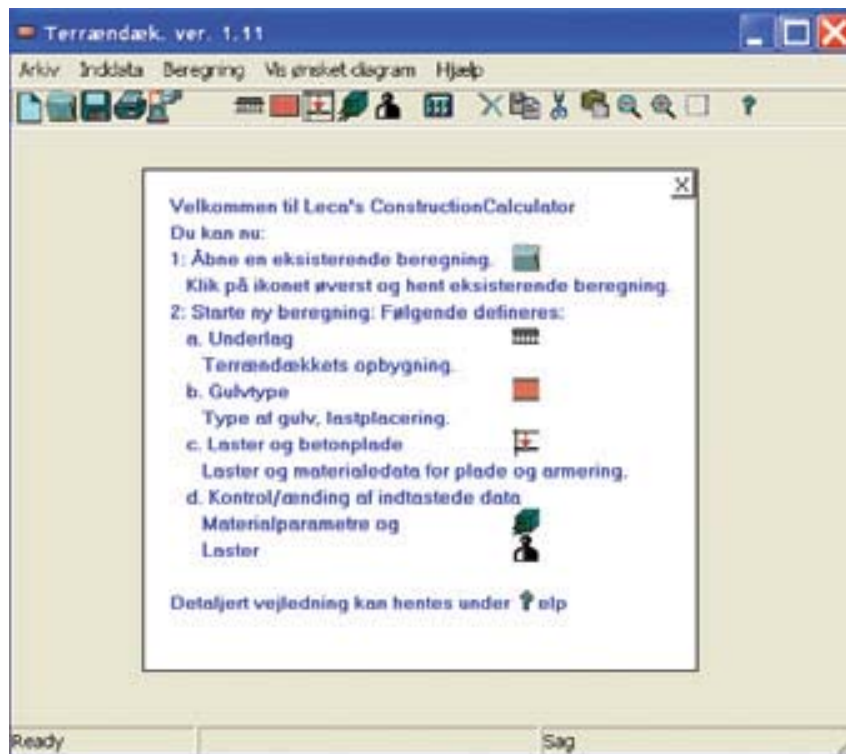 Terrændæk. ver. 1.11
Arkiv Inddata Beregning Vis ønsket diagram Hjælp
Velkommen til Leca's ConstructionCalculator
Du kan nu:
1: Åbne en eksisterende beregning.
Klik på ikonet øverst og hent eksisterende beregning.
2: Starte ny beregning: Følgende defineres:
a. Underlag
Terrændækkets opbygning.
b. Gulvtype
Type af gulv, lastplacering.
c. Laster og betonplade
Laster og materialedata for plade og armering.
d. Kontrol/ænding af indtastede data
Materialparametre og
Laster
Detaljert vejledning kan hentes under ? elp
Ready Sag